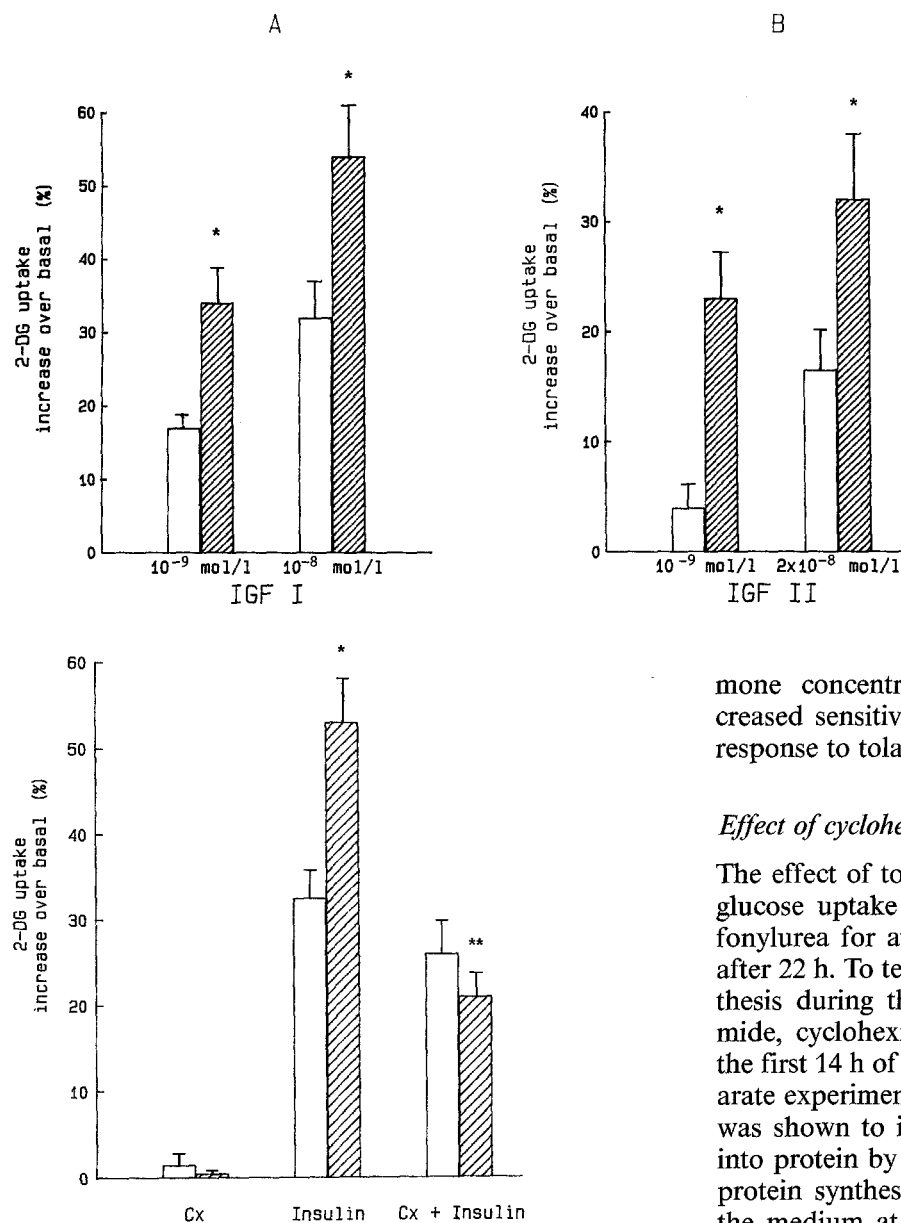 A
B
*
*
60
50
40
30
20
10
0
2-DG uptake
increase over basal (%)
10⁻⁹ mol/l 10⁻⁸ mol/l
IGF I
*
*
40
30
20
10
0
2-DG uptake
increase over basal (%)
10⁻⁹ mol/l 2x10⁻⁸ mol/l
IGF II
*
**
60
50
40
30
20
10
0
2-DG uptake
increase over basal (%)
Cx Insulin Cx + Insulin
mone concentr
creased sensitiv
response to tola
Effect of cyclohe
The effect of to
glucose uptake
fonylurea for a
after 22 h. To te
thesis during th
mide, cyclohexi
the first 14 h of
arate experimen
was shown to i
into protein by
protein synthes
the medium at